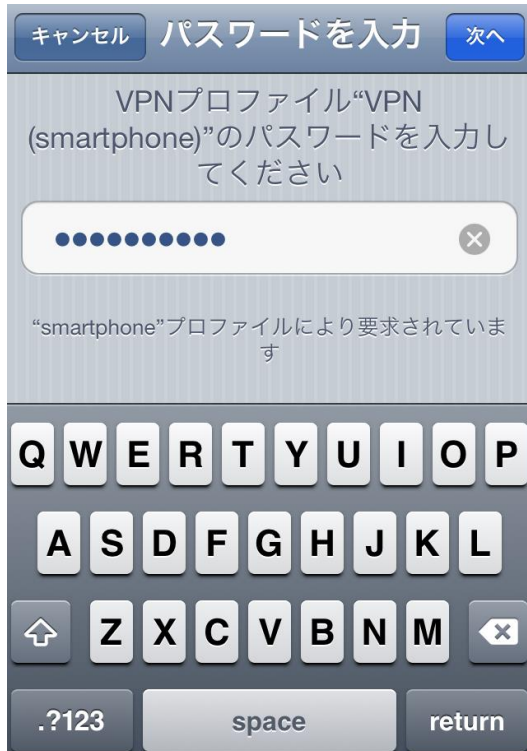 キャンセル パスワードを入力 次へ
VPNプロファイル“VPN
(smartphone)”のパスワードを入力し
てください
“smartphone”プロファイルにより要求されていま
す
Q W E R T Y U I O P
A S D F G H J K L
Z X C V B N M
.?123 space return